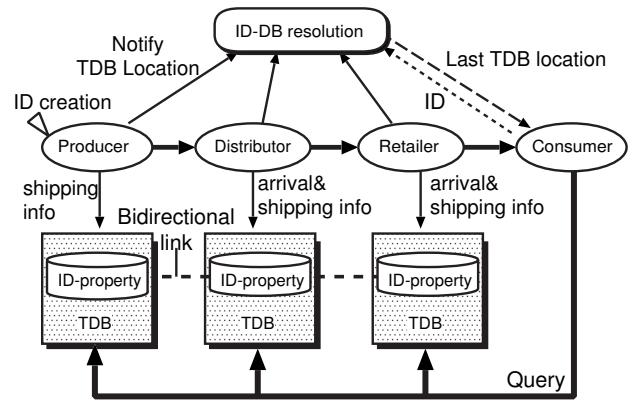 ID-DB resolution
Notify
TDB Location
Last TDB location
ID
ID creation
Producer
Distributor
Retailer
Consumer
shipping
info
arrival&
shipping info
arrival&
shipping info
Bidirectional
link
ID-property
ID-property
ID-property
TDB
TDB
TDB
Query